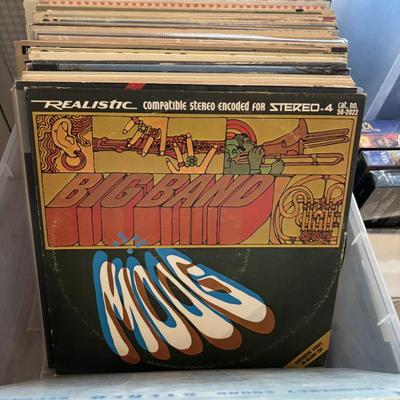 REALISTIC compatible stereo encoded for STEREO-4 cat. no. 50-2022
BIG BAND
MOOG